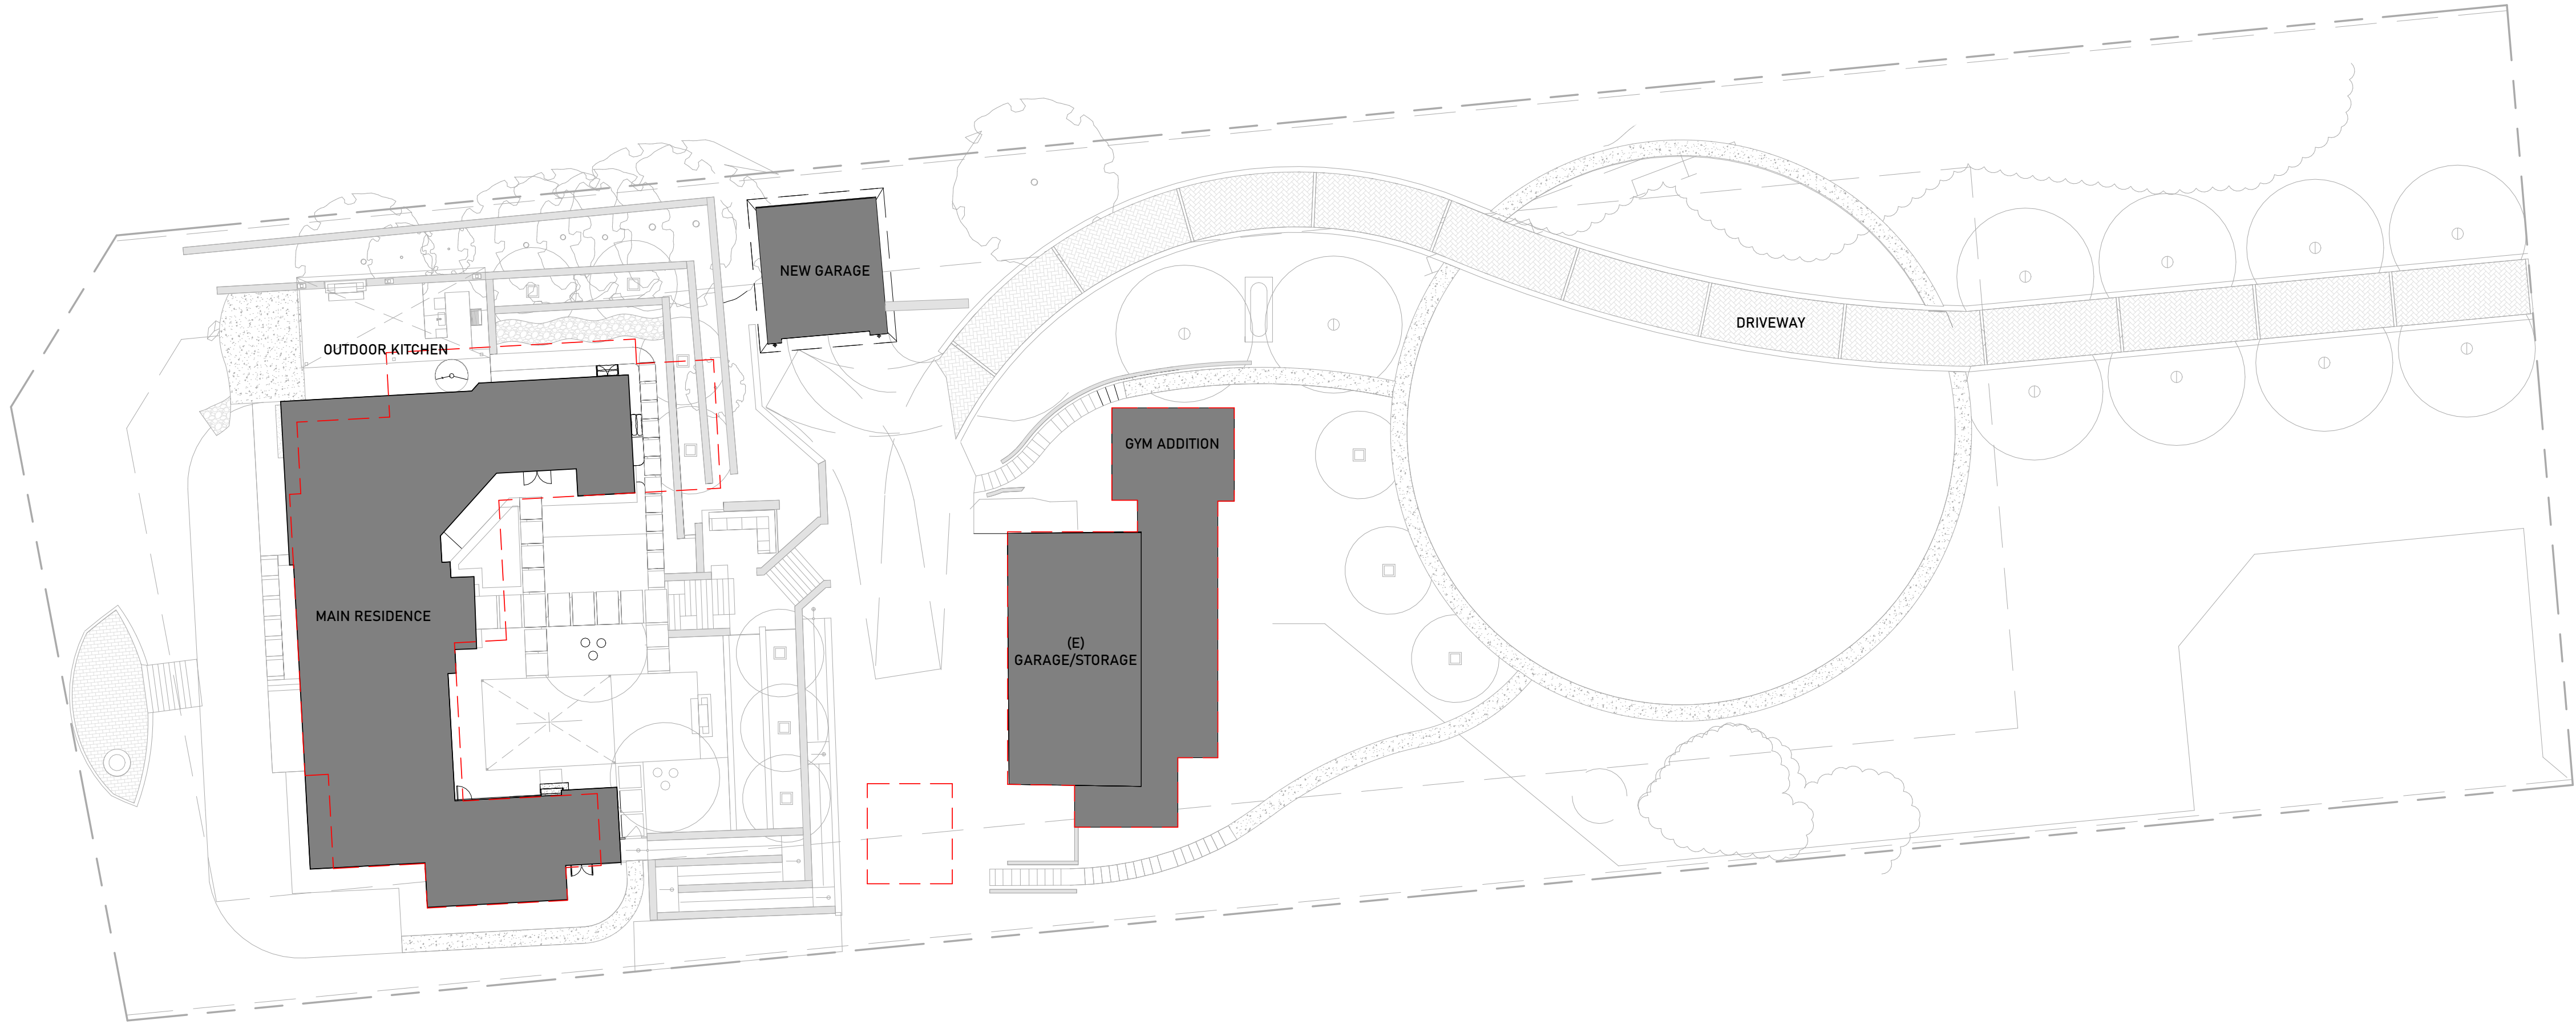 NEW GARAGE
DRIVEWAY
OUTDOOR KITCHEN
GYM ADDITION
MAIN RESIDENCE
(E)
GARAGE/STORAGE